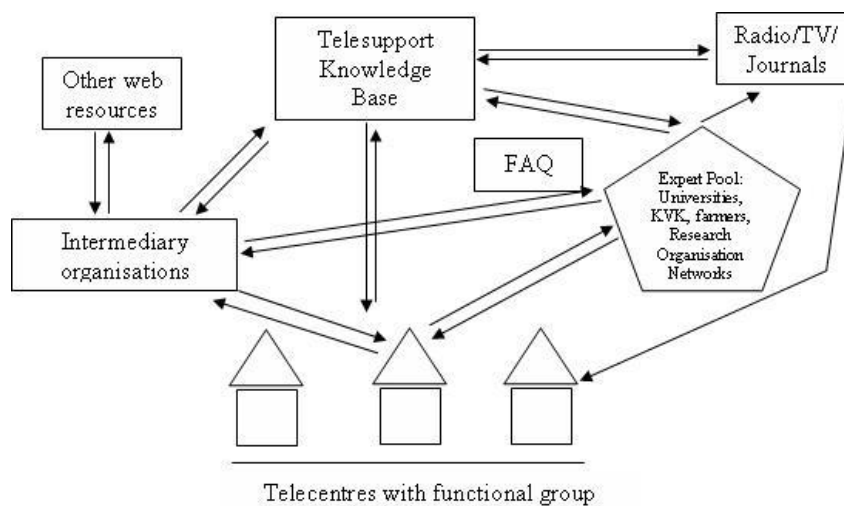 Telesupport
Knowledge
Base
Radio/TV/
Journals
Other web
resources
FAQ
Expert Pool:
Universities,
KVK, farmers,
Research
Organisation
Networks
Intermediary
organisations
Telecentres with functional group